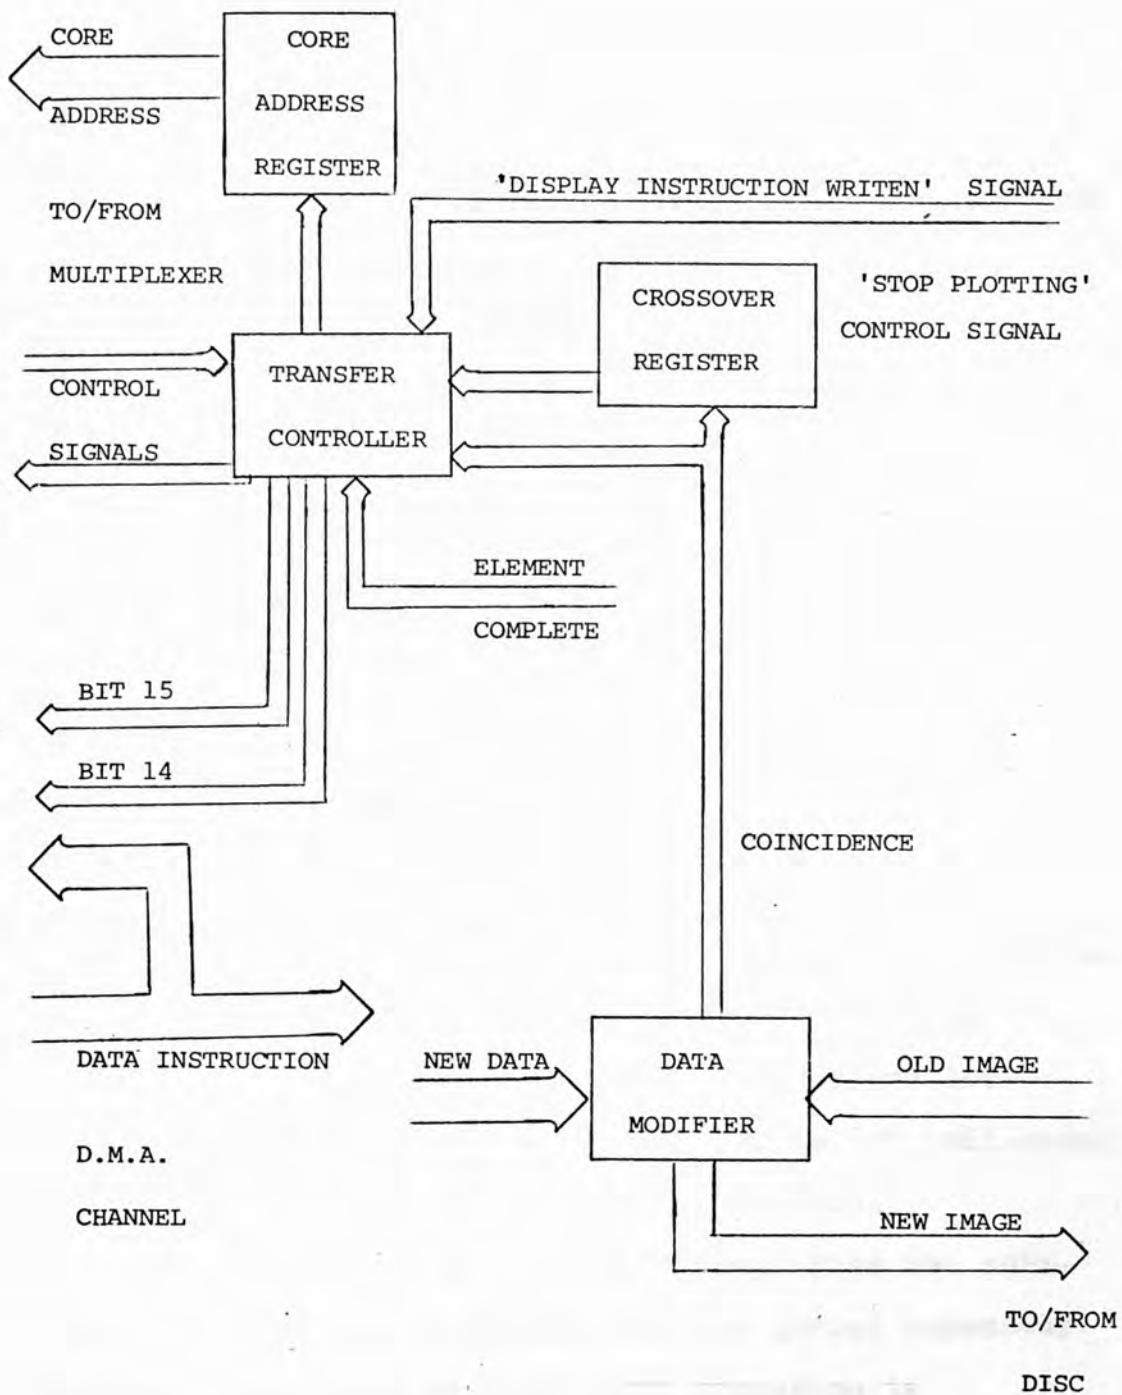 CORE
ADDRESS
CORE
ADDRESS
REGISTER
TO/FROM
MULTIPLEXER
'DISPLAY INSTRUCTION WRITEN' SIGNAL
CROSSOVER
REGISTER
'STOP PLOTTING'
CONTROL SIGNAL
CONTROL
SIGNALS
TRANSFER
CONTROLLER
ELEMENT
COMPLETE
BIT 15
BIT 14
COINCIDENCE
DATA INSTRUCTION
D.M.A.
CHANNEL
NEW DATA
DATA
MODIFIER
OLD IMAGE
NEW IMAGE
TO/FROM
DISC